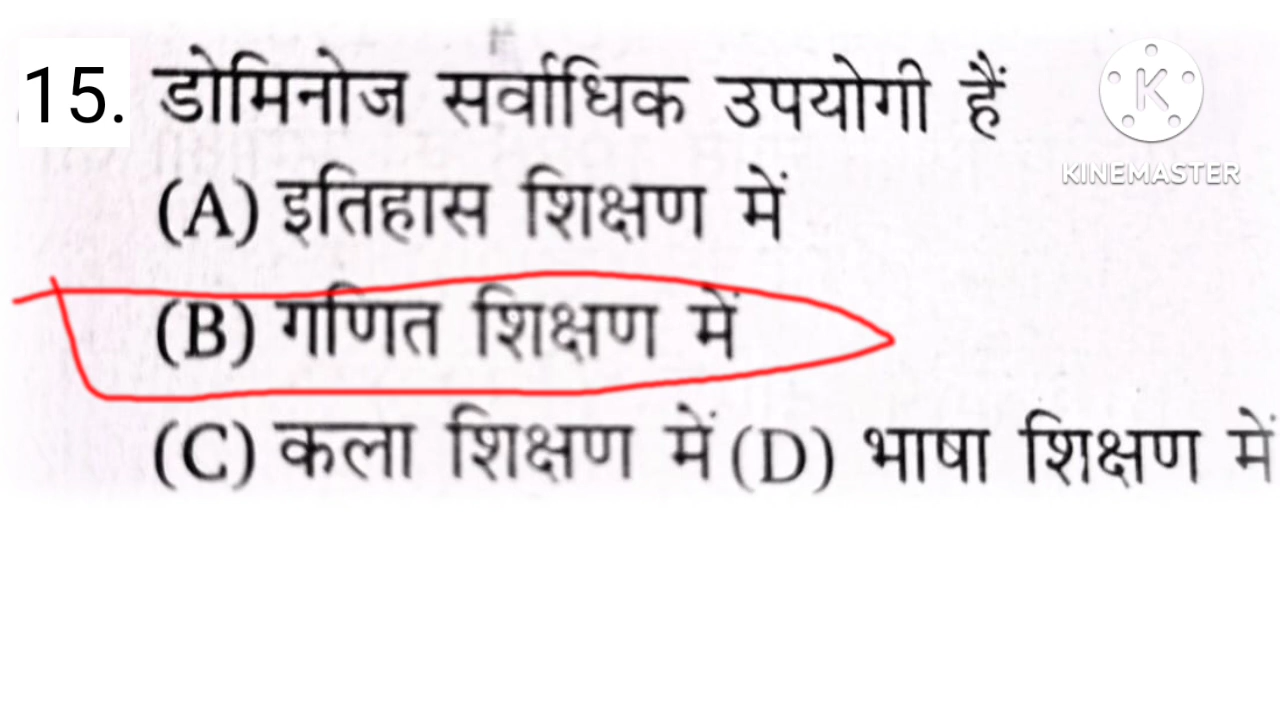 15. डोमिनोज सर्वाधिक उपयोगी हैं
K
KINEMASTER
(A) इतिहास शिक्षण में
(B) गणित शिक्षण में
(C) कला शिक्षण में (D) भाषा शिक्षण में